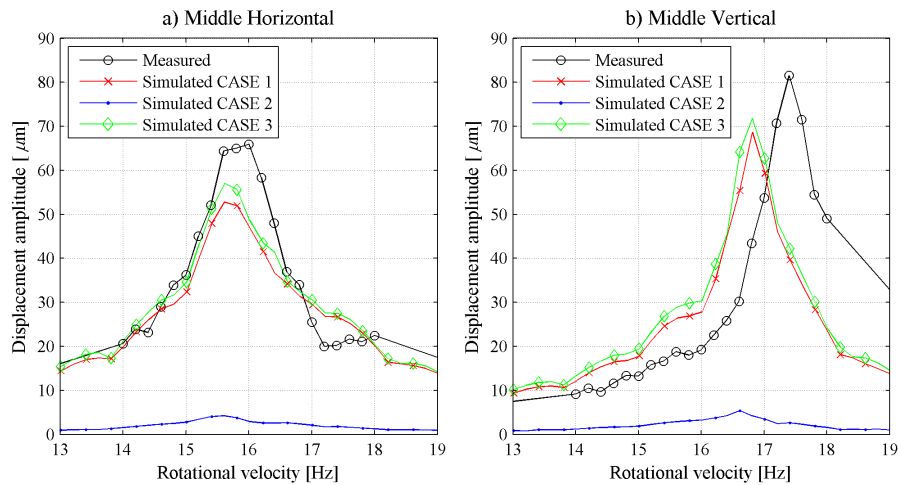 a) Middle Horizontal
90
80
70
60
50
40
30
20
10
0
13 14 15 16 17 18 19
Displacement amplitude [ μm]
Rotational velocity [Hz]
Measured
Simulated CASE 1
Simulated CASE 2
Simulated CASE 3
b) Middle Vertical
90
80
70
60
50
40
30
20
10
0
13 14 15 16 17 18 19
Displacement amplitude [ μm]
Rotational velocity [Hz]
Measured
Simulated CASE 1
Simulated CASE 2
Simulated CASE 3